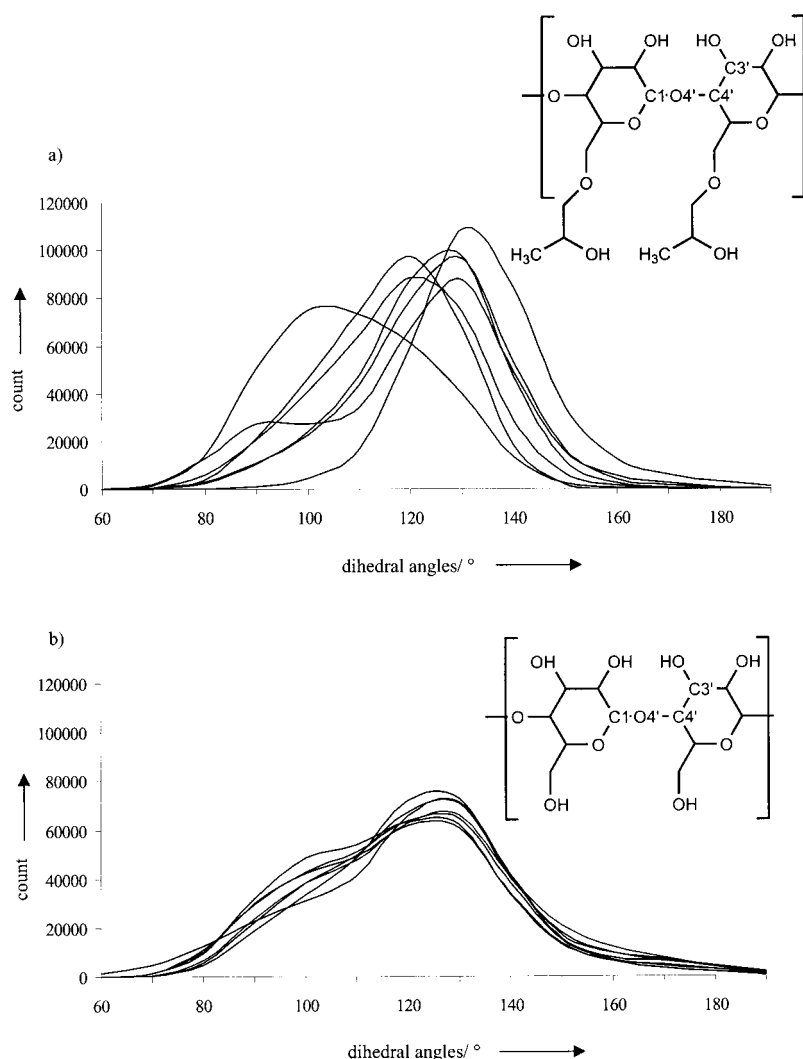 OH OH HO OH
C3'
O C1 O4' C4'
O O
O O
H₃C OH H₃C OH
a)
120000
100000
80000
60000
40000
20000
0
count
60 80 100 120 140 160 180
dihedral angles/ °
b)
OH OH HO OH
C3'
O C1 O4' C4'
O O
OH OH
120000
100000
80000
60000
40000
20000
0
count
60 80 100 120 140 160 180
dihedral angles/ °